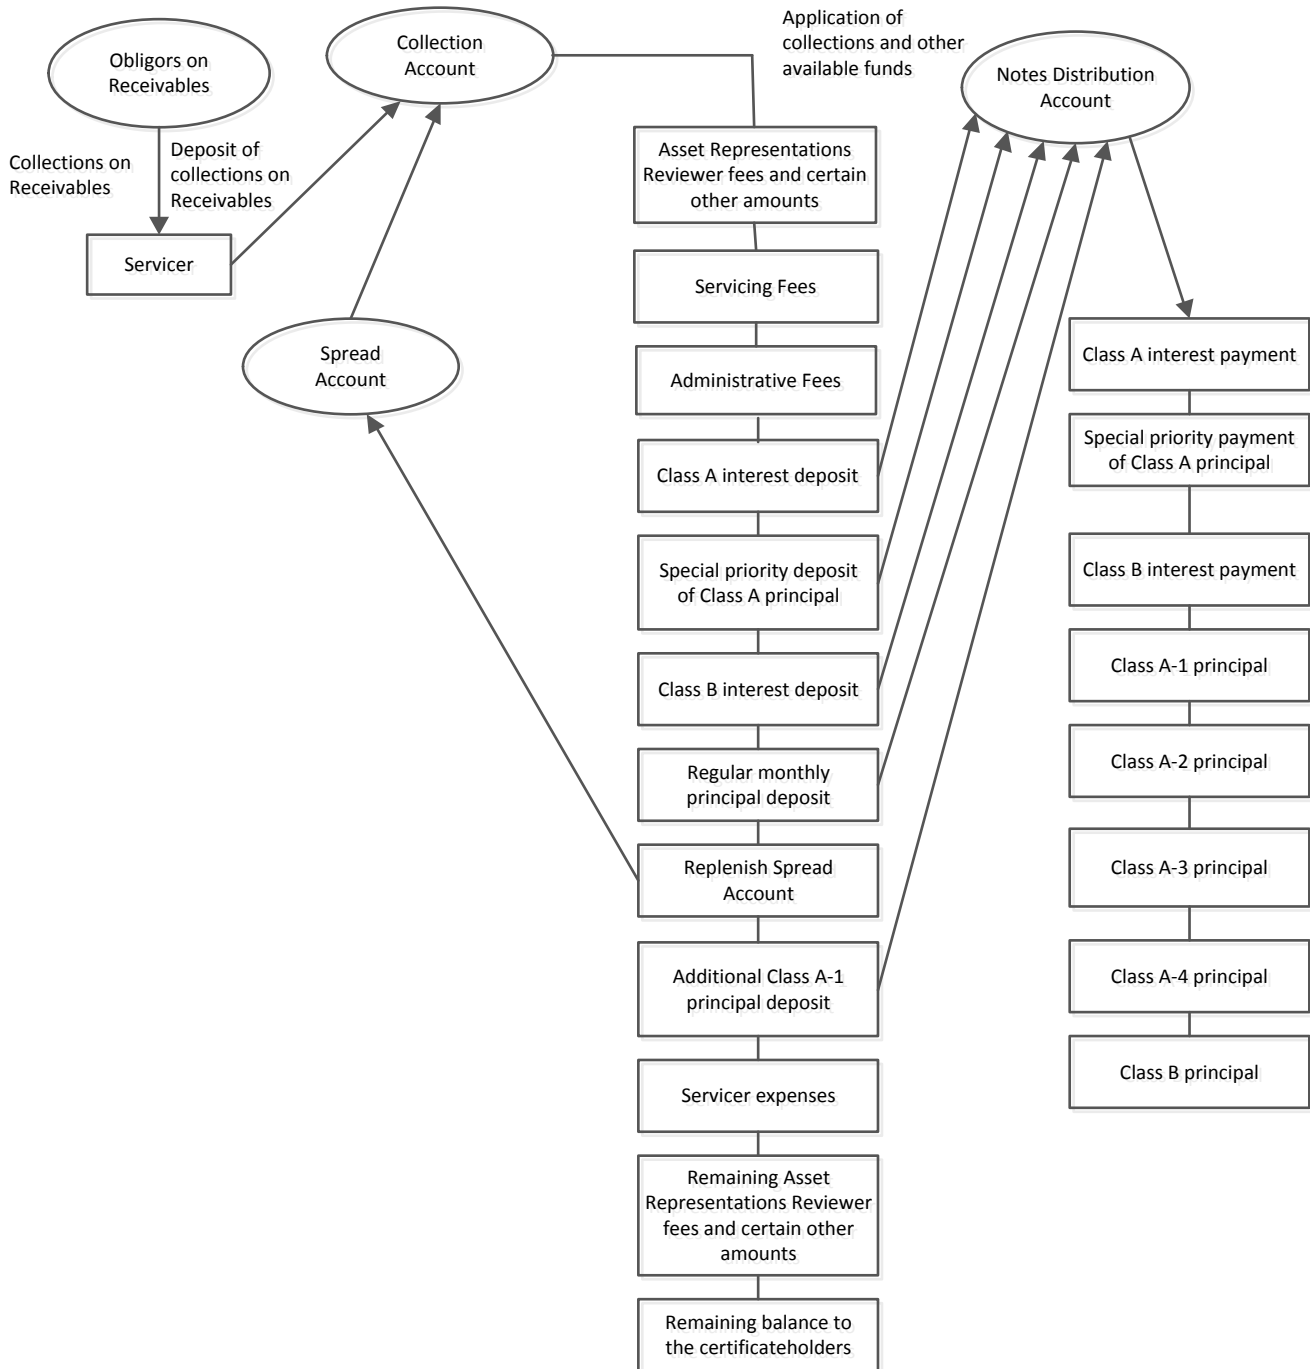 Obligors on
Receivables
Collections on
Receivables
Deposit of
collections on
Receivables
Servicer
Collection
Account
Spread
Account
Application of
collections and other
available funds
Asset Representations
Reviewer fees and certain
other amounts
Servicing Fees
Administrative Fees
Class A interest deposit
Special priority deposit
of Class A principal
Class B interest deposit
Regular monthly
principal deposit
Replenish Spread
Account
Additional Class A-1
principal deposit
Servicer expenses
Remaining Asset
Representations Reviewer
fees and certain other
amounts
Remaining balance to
the certificateholders
Notes Distribution
Account
Class A interest payment
Special priority payment
of Class A principal
Class B interest payment
Class A-1 principal
Class A-2 principal
Class A-3 principal
Class A-4 principal
Class B principal